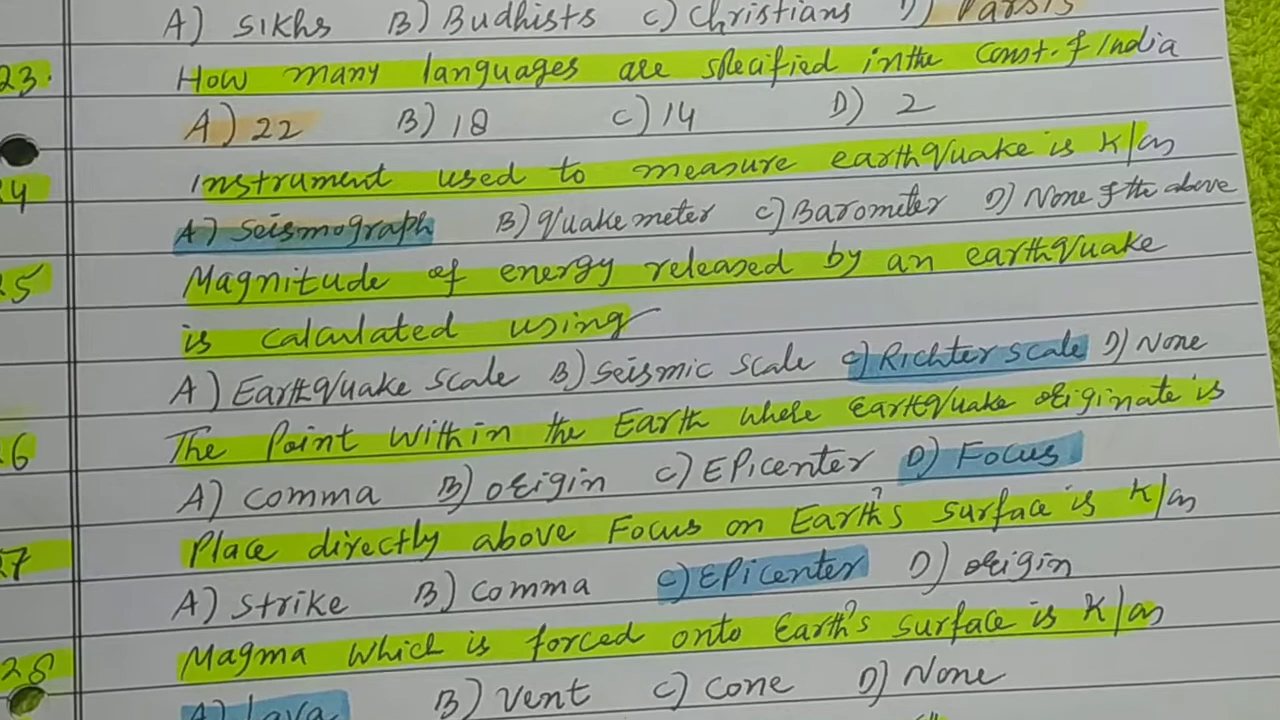 A) Sikhs B) Budhists C) Christians D) Parsis
23. How many languages are specified in the Const. of India
A) 22 B) 18 C) 14 D) 2
24 Instrument used to measure earthquake is K/as
A) Seismograph B) Quakemeter C) Barometer D) None of the above
25 Magnitude of energy released by an earthquake
is calculated using
A) Earthquake scale B) Seismic scale C) Richter scale D) None
26 The Point within the Earth where Earthquake originate is
A) Comma B) Origin C) Epicenter D) Focus
27 Place directly above Focus on Earth's surface is K/as
A) Strike B) Comma C) Epicenter D) Origin
28 Magma which is forced onto Earth's surface is K/as
A) Lava B) Vent C) Cone D) None